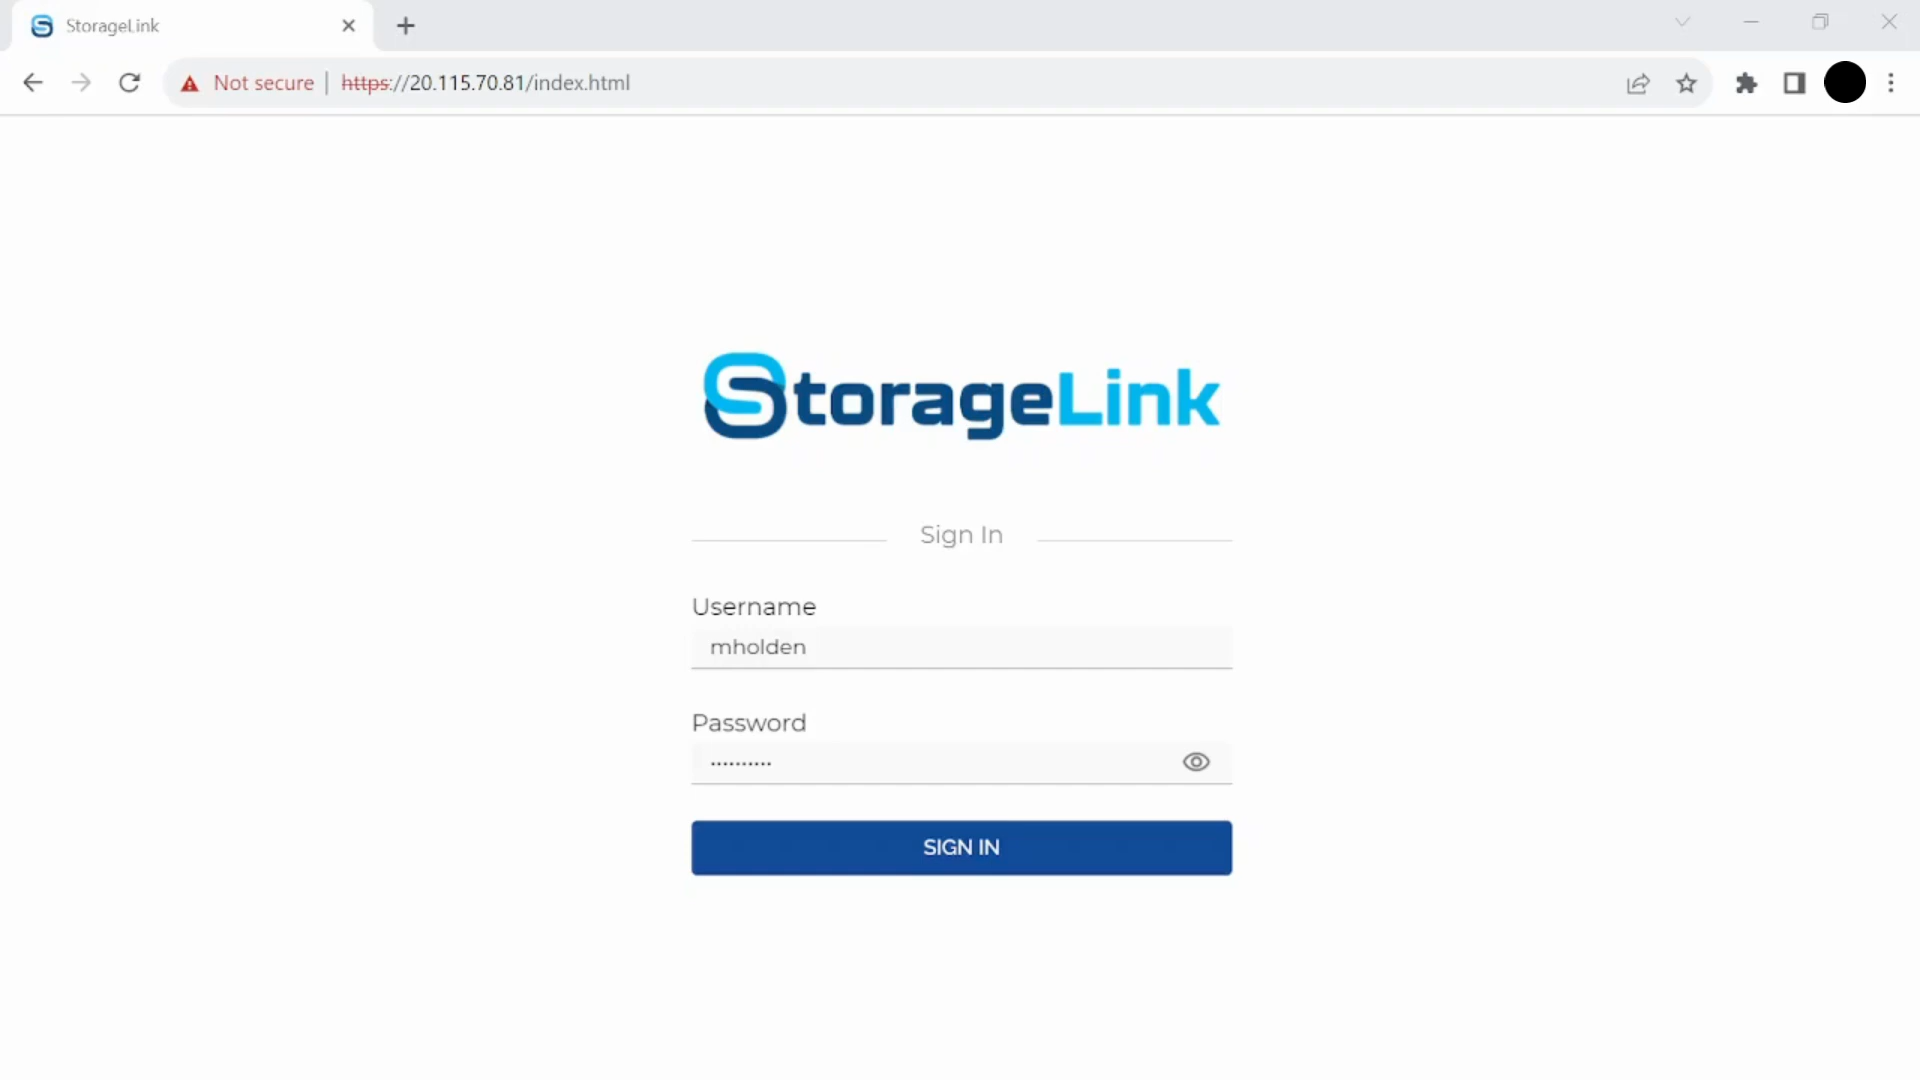 StorageLink
Not secure | https://20.115.70.81/index.html
StorageLink
Sign In
Username
mholden
Password
••••••••••
SIGN IN